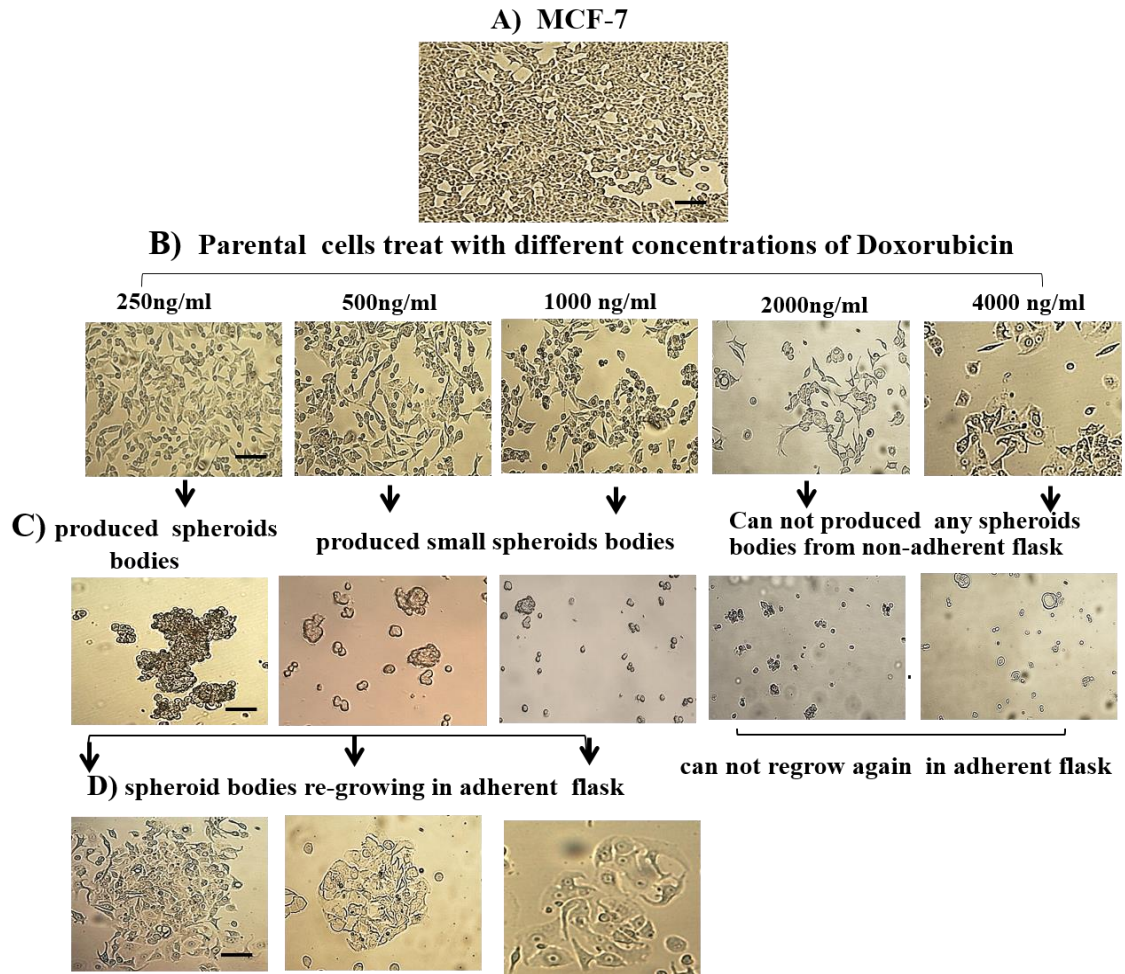 A) MCF-7
B) Parental cells treat with different concentrations of Doxorubicin
250ng/ml 500ng/ml 1000 ng/ml 2000ng/ml 4000 ng/ml
C) produced spheroids
bodies
produced small spheroids bodies
Can not produced any spheroids
bodies from non-adherent flask
can not regrow again in adherent flask
D) spheroid bodies re-growing in adherent flask